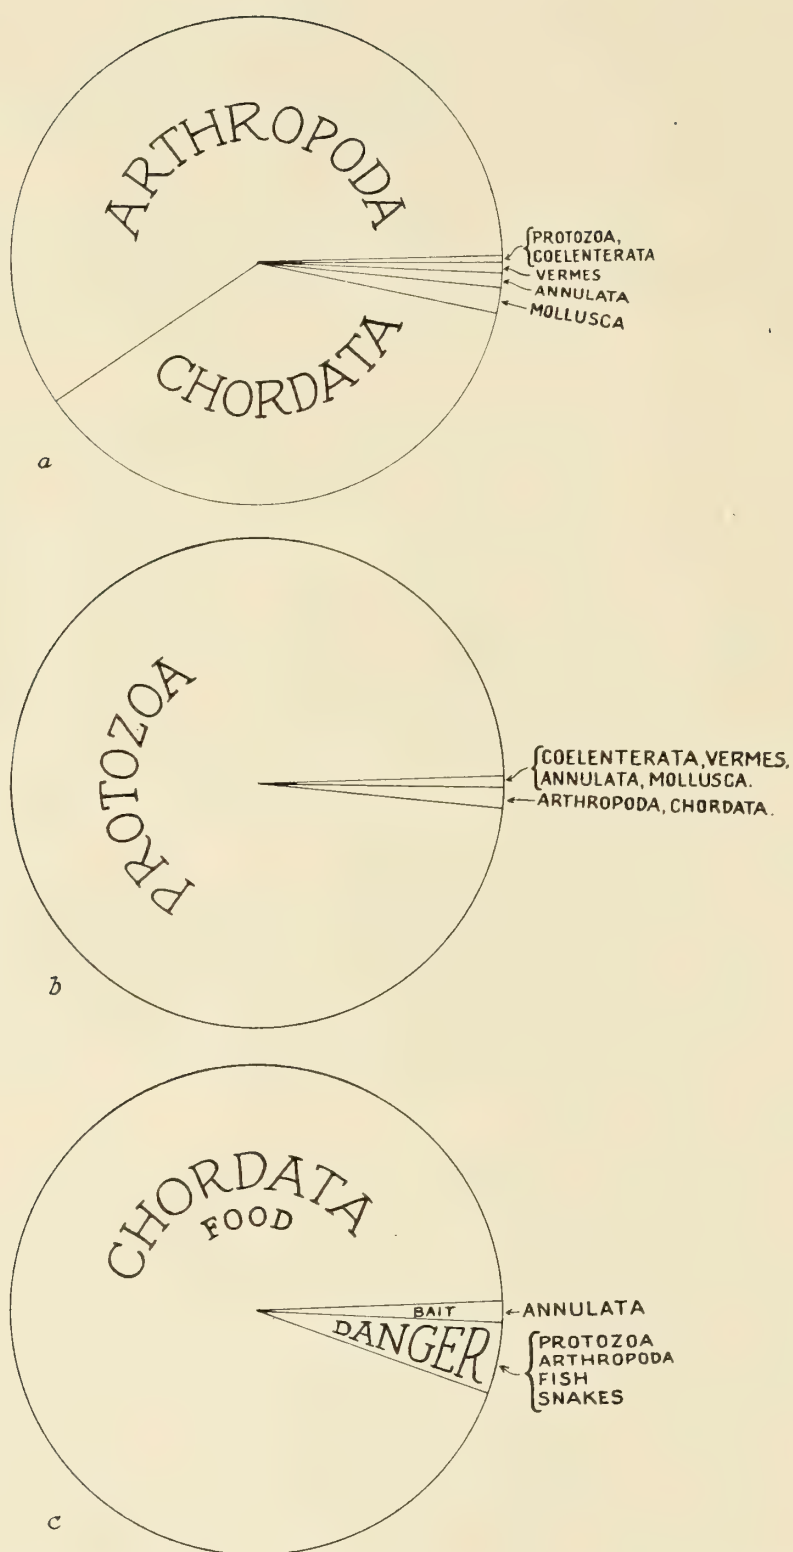 ARTHROPODA
PROTOZOA,
COELENTERATA
VERMES
ANNULATA
MOLLUSCA
CHORDATA
a
PROTOZOA
COELENTERATA, VERMES,
ANNULATA, MOLLUSCA.
ARTHROPODA, CHORDATA.
b
CHORDATA
FOOD
BAIT
ANNULATA
DANGER
PROTOZOA
ARTHROPODA
FISH
SNAKES
c